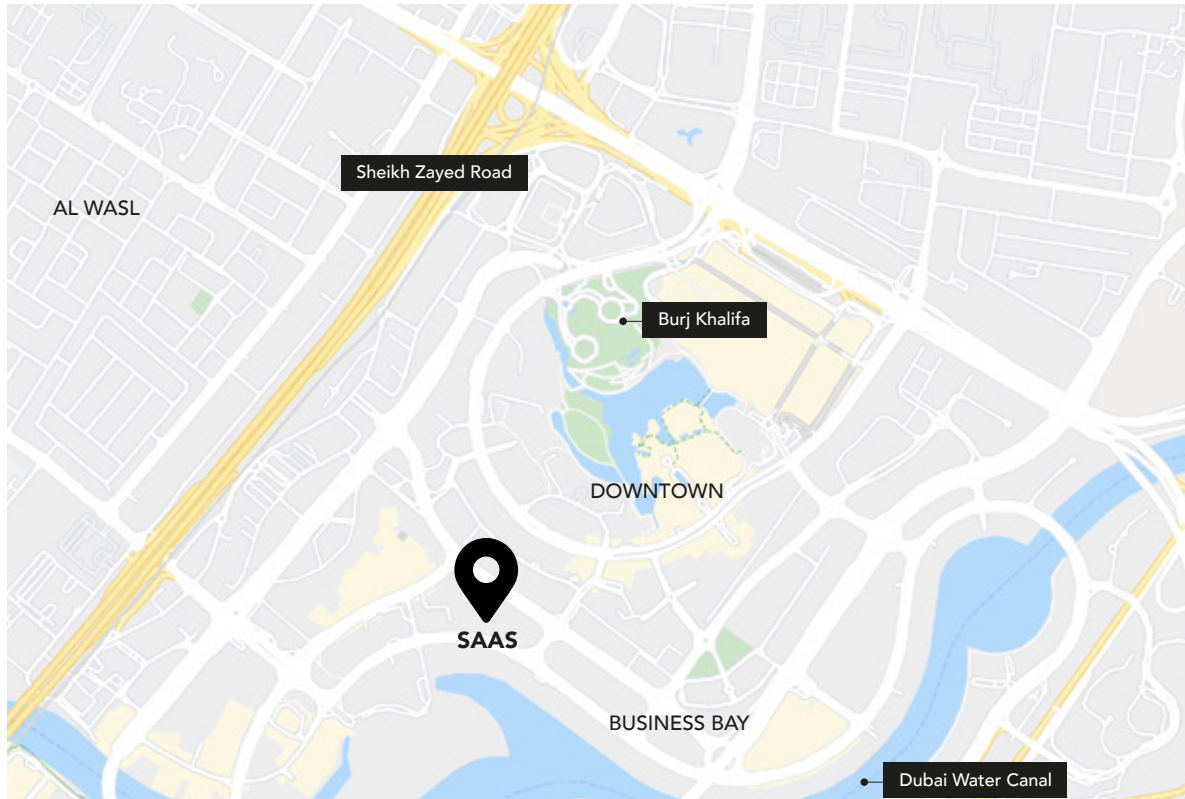 Sheikh Zayed Road
AL WASL
Burj Khalifa
DOWNTOWN
SAAS
BUSINESS BAY
Dubai Water Canal